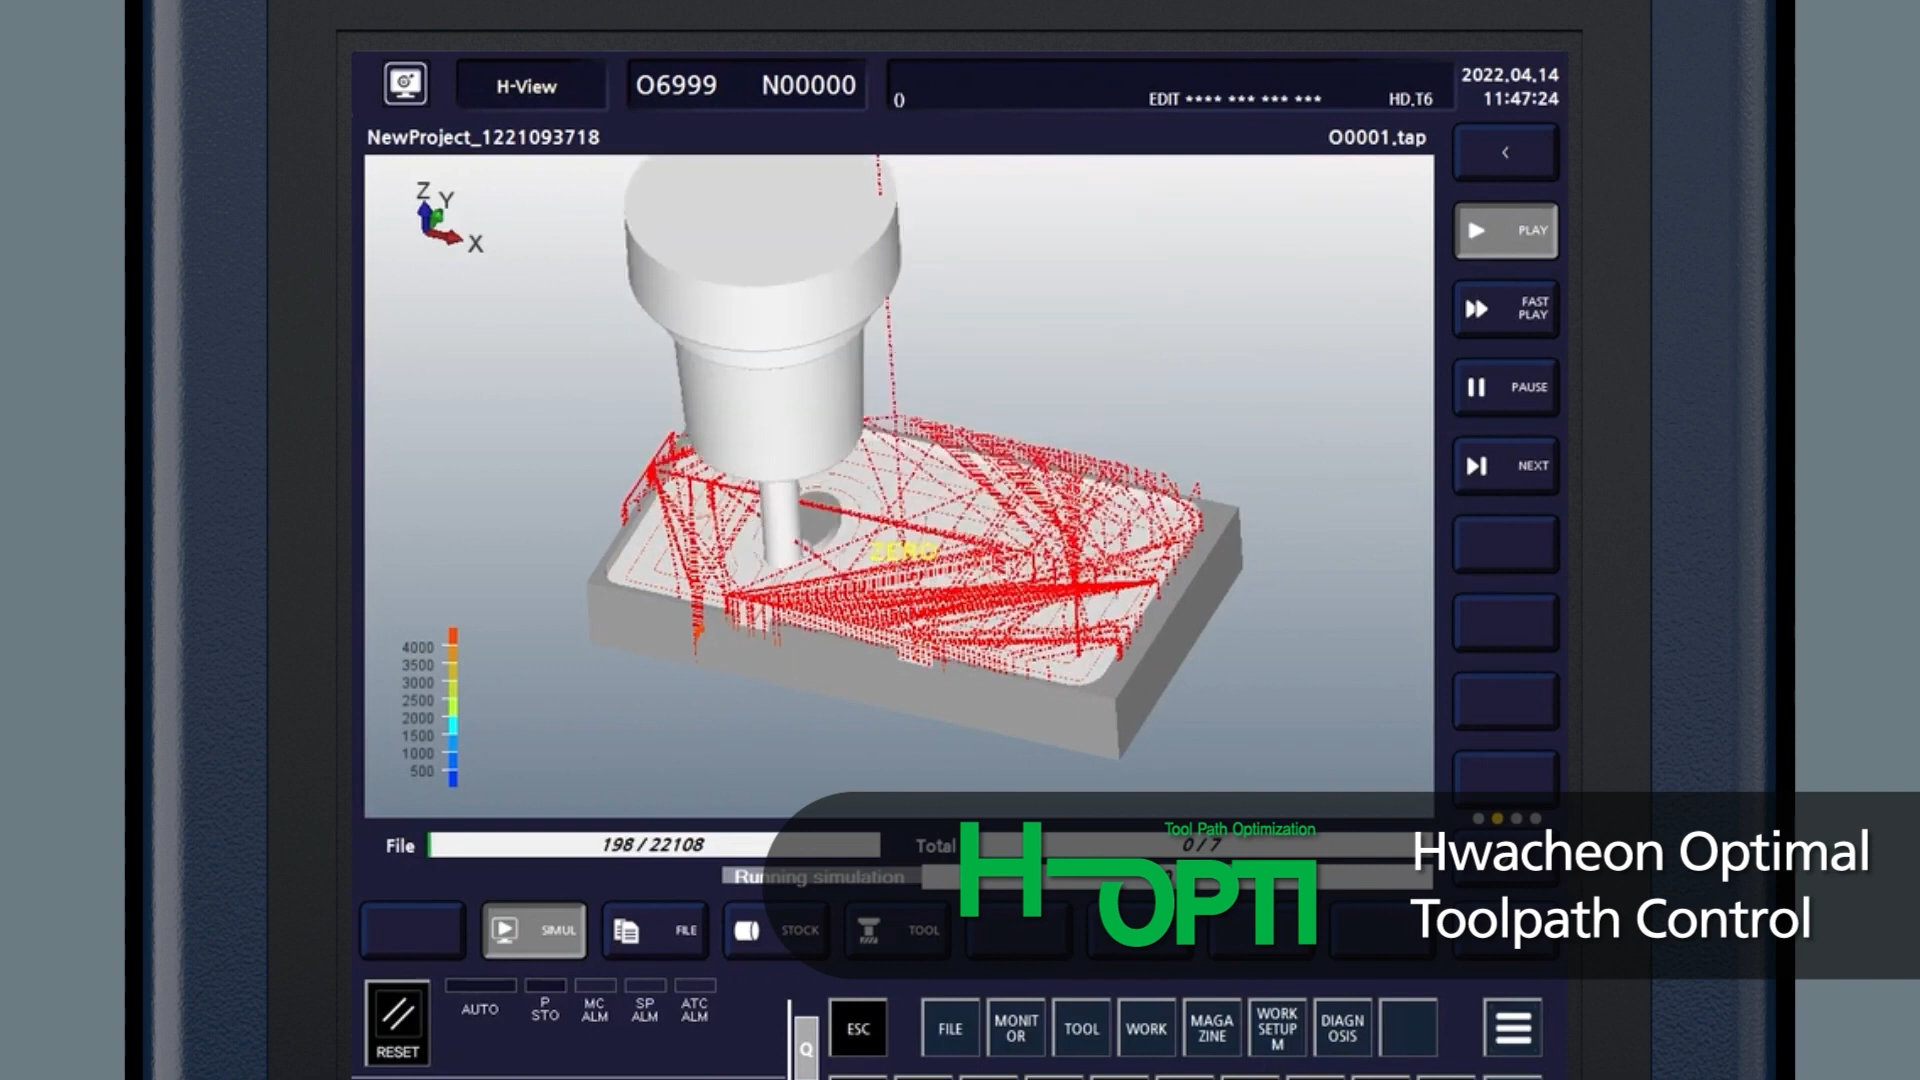 H-View
O6999 N00000
()
EDIT **** *** *** ***
HD.T6
2022.04.14
11:47:24
NewProject_1221093718
O0001.tap
<
Z
Y
X
PLAY
FAST
PLAY
PAUSE
NEXT
ZERO
4000
3500
3000
2500
2000
1500
1000
500
File
198 / 22108
Total
0 / 7
Running simulation
Tool Path Optimization
H-OPTI
Hwacheon Optimal
Toolpath Control
SIMUL
FILE
STOCK
TOOL
RESET
AUTO
P
STO
MC
ALM
SP
ALM
ATC
ALM
Q
ESC
FILE
MONIT
OR
TOOL
WORK
MAGA
ZINE
WORK
SETUP
M
DIAGN
OSIS